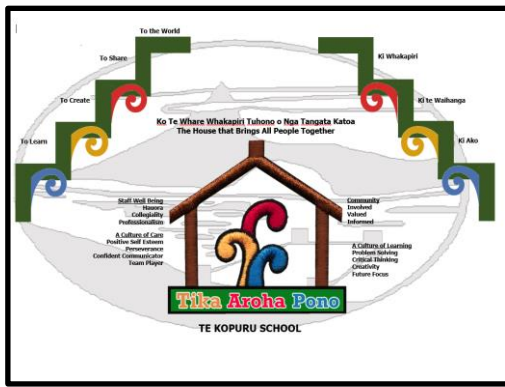 To the World
To Share
To Create
To Learn
Ki Whakapiri
Ki te Waihanga
Ki Ako
Ko Te Whare Whakapiri Tuhono o Nga Tangata Katoa
The House that Brings All People Together
Staff Well Being
Hauora
Collegiality
Professionalism
A Culture of Care
Positive Self Esteem
Perseverance
Confident Communicator
Team Player
Community
Involved
Valued
Informed
A Culture of Learning
Problem Solving
Critical Thinking
Creativity
Future Focus
Tika Aroha Pono
TE KOPURU SCHOOL